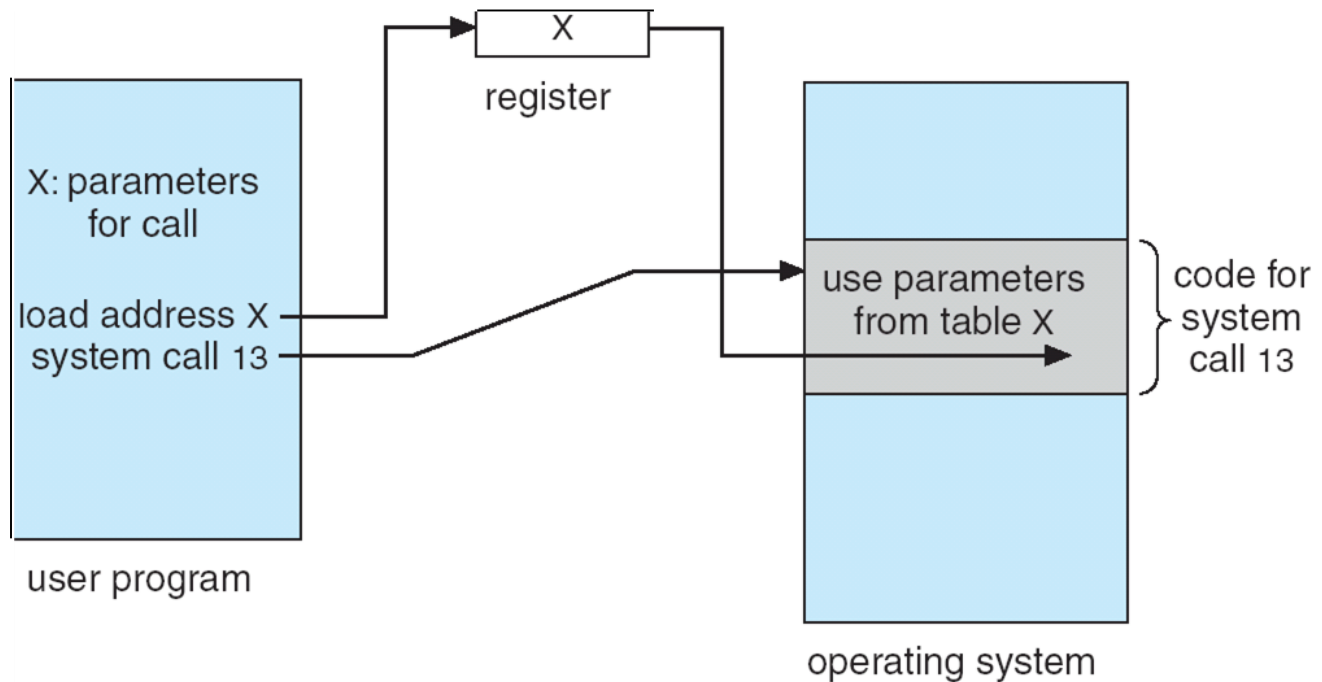 X
register
X: parameters
for call
load address X
system call 13
user program
use parameters
from table X
code for
system
call 13
operating system